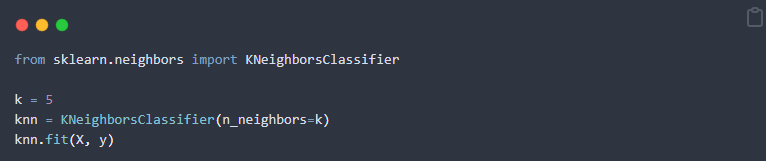 from sklearn.neighbors import KNeighborsClassifier
k = 5
knn = KNeighborsClassifier(n_neighbors=k)
knn.fit(X, y)